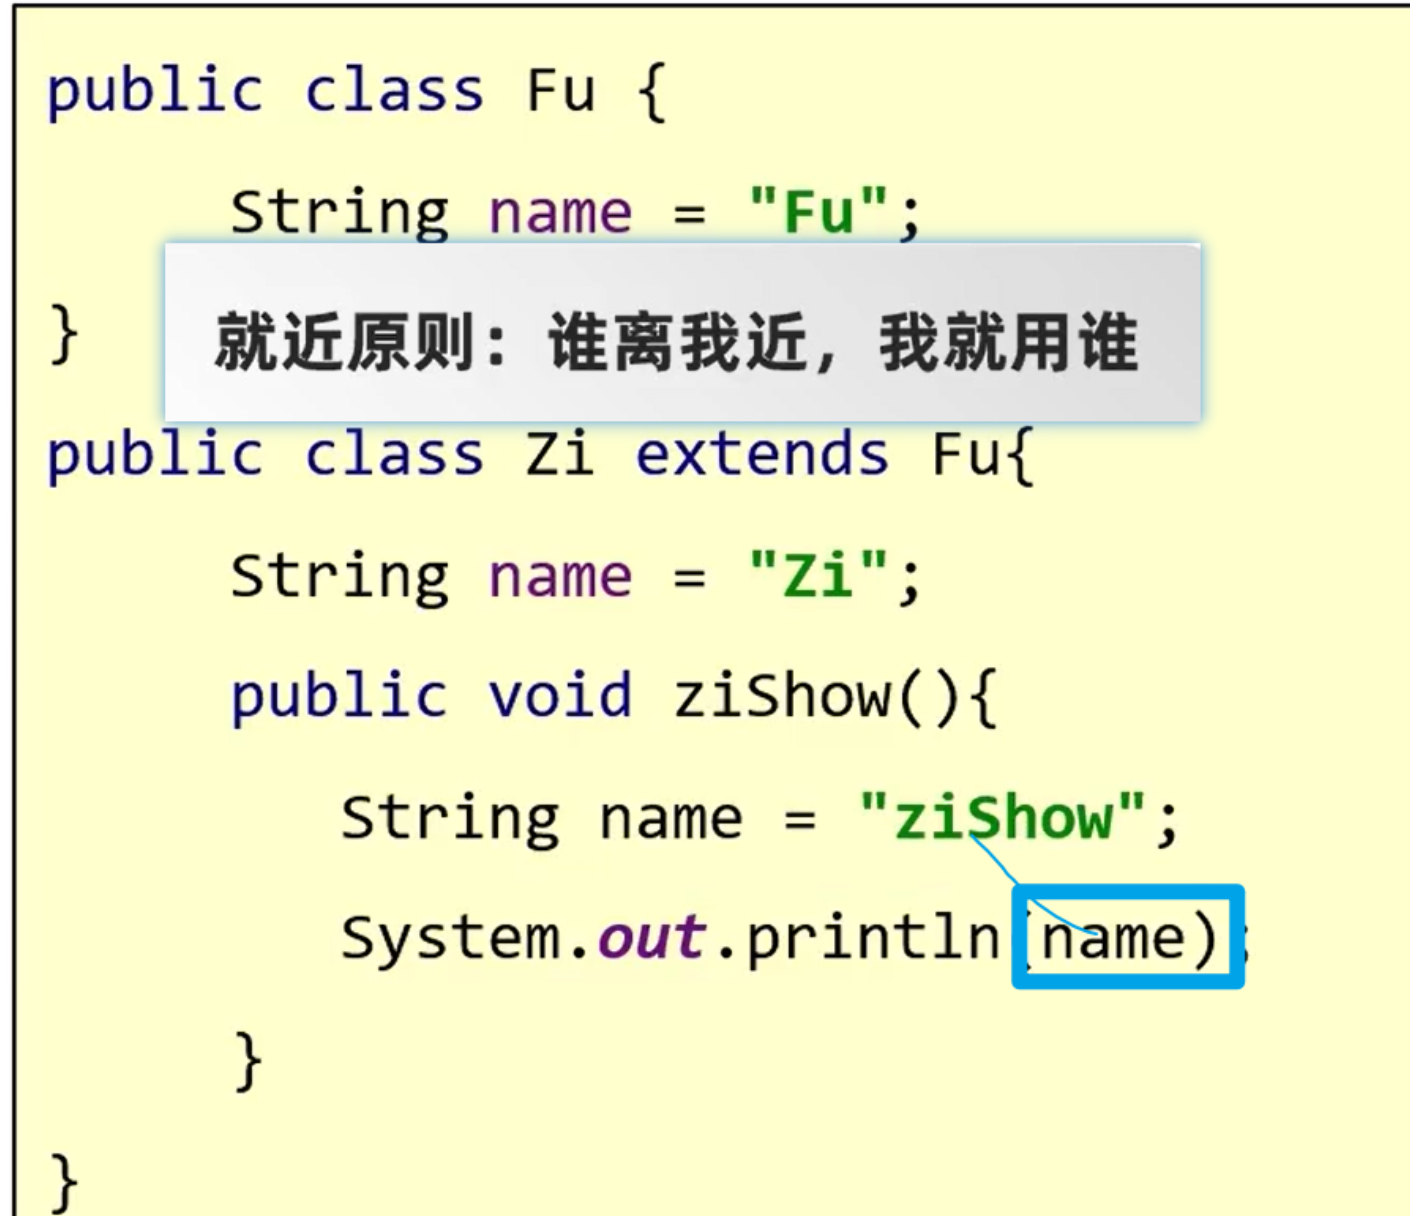 public class Fu {
String name = "Fu";
}
就近原则：谁离我近，我就用谁
public class Zi extends Fu{
String name = "Zi";
public void ziShow(){
String name = "ziShow";
System.out.println(name);
}
}